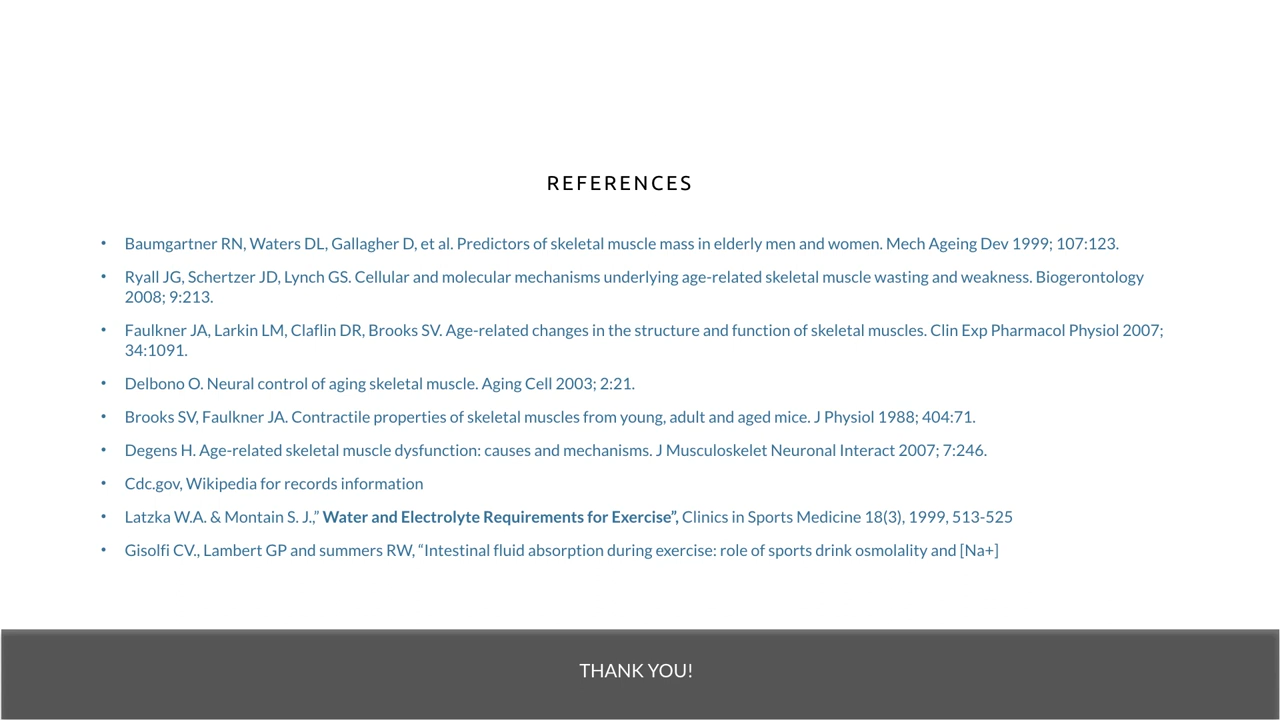 REFERENCES
• Baumgartner RN, Waters DL, Gallagher D, et al. Predictors of skeletal muscle mass in elderly men and women. Mech Ageing Dev 1999; 107:123.
• Ryall JG, Schertzer JD, Lynch GS. Cellular and molecular mechanisms underlying age-related skeletal muscle wasting and weakness. Biogerontology
2008; 9:213.
• Faulkner JA, Larkin LM, Claflin DR, Brooks SV. Age-related changes in the structure and function of skeletal muscles. Clin Exp Pharmacol Physiol 2007;
34:1091.
• Delbono O. Neural control of aging skeletal muscle. Aging Cell 2003; 2:21.
• Brooks SV, Faulkner JA. Contractile properties of skeletal muscles from young, adult and aged mice. J Physiol 1988; 404:71.
• Degens H. Age-related skeletal muscle dysfunction: causes and mechanisms. J Musculoskelet Neuronal Interact 2007; 7:246.
• Cdc.gov, Wikipedia for records information
• Latzka W.A. & Montain S. J.,” Water and Electrolyte Requirements for Exercise”, Clinics in Sports Medicine 18(3), 1999, 513-525
• Gisolfi CV., Lambert GP and summers RW, “Intestinal fluid absorption during exercise: role of sports drink osmolality and [Na+]
THANK YOU!